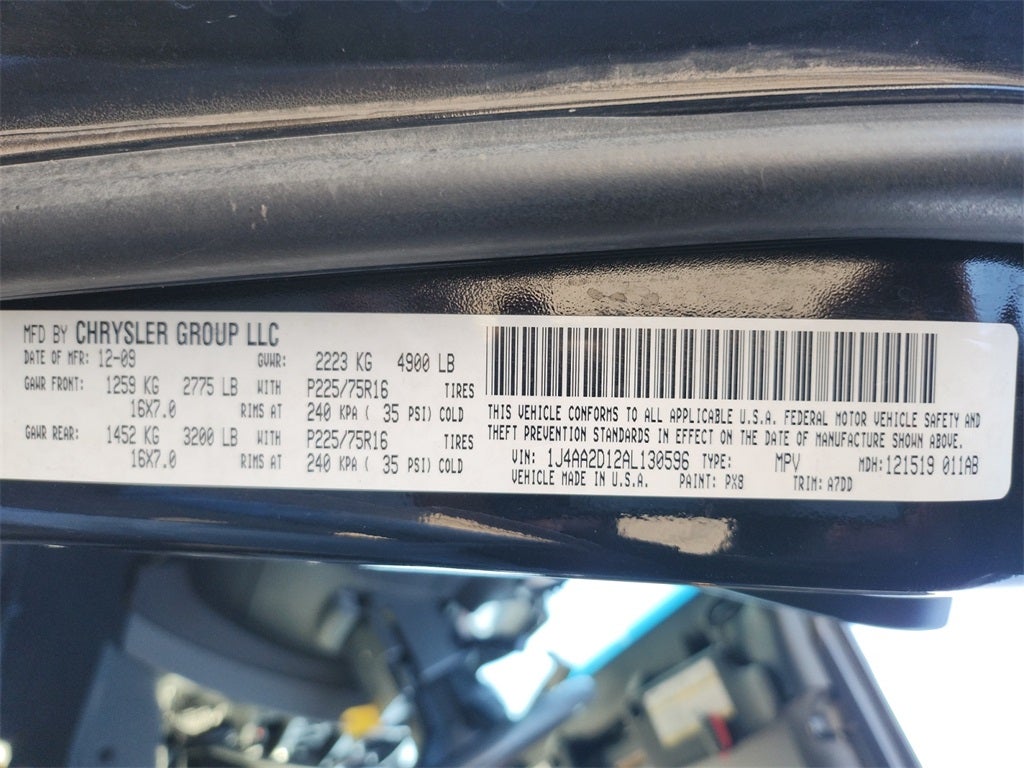 MFD BY CHRYSLER GROUP LLC
DATE OF MFR: 12-09 GVWR: 2223 KG 4900 LB
GAWR FRONT: 1259 KG 2775 LB WITH P225/75R16 TIRES
16X7.0 RIMS AT 240 KPA ( 35 PSI) COLD
GAWR REAR: 1452 KG 3200 LB WITH P225/75R16 TIRES
16X7.0 RIMS AT 240 KPA ( 35 PSI) COLD
THIS VEHICLE CONFORMS TO ALL APPLICABLE U.S.A. FEDERAL MOTOR VEHICLE SAFETY AND
THEFT PREVENTION STANDARDS IN EFFECT ON THE DATE OF MANUFACTURE SHOWN ABOVE.
VIN: 1J4AA2D12AL130596 TYPE: MPV MDH: 121519 011AB
VEHICLE MADE IN U.S.A. PAINT: PX8 TRIM: A7DD